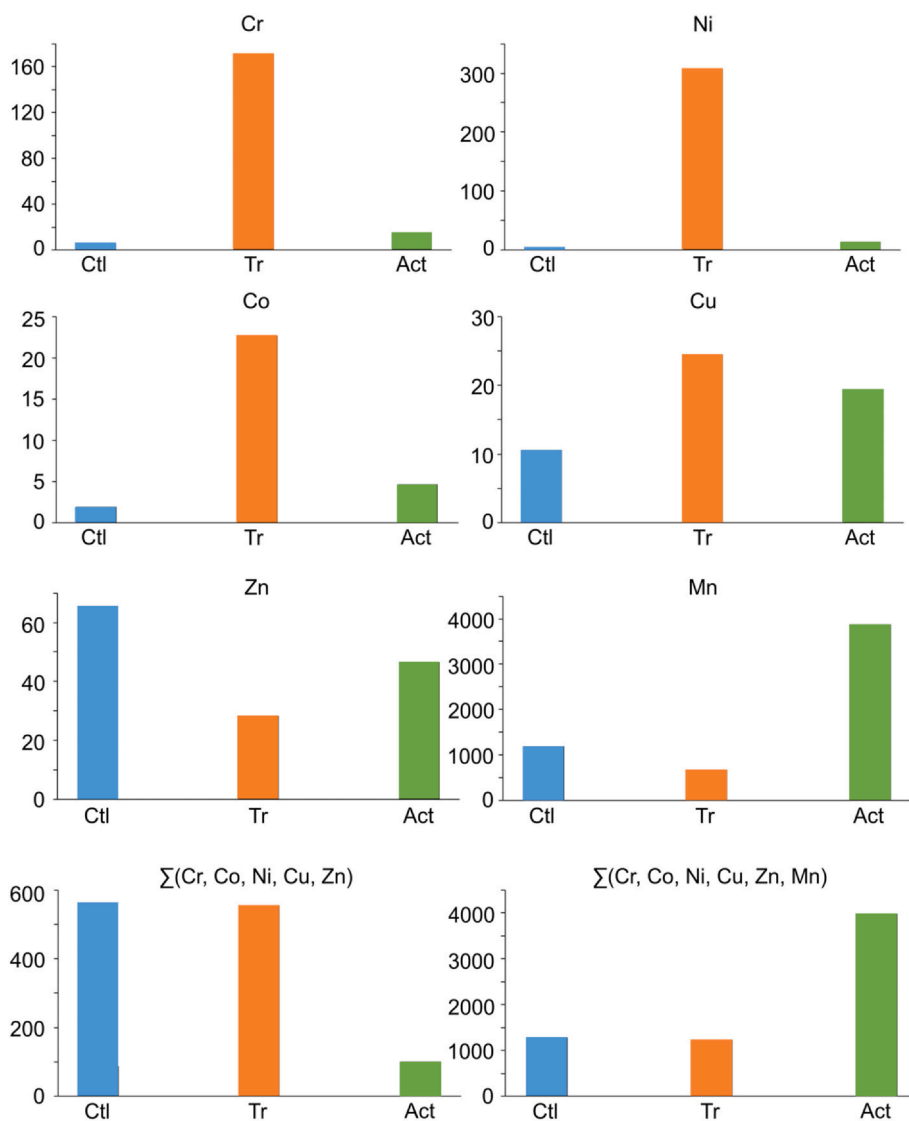 Cr
160
120
80
40
0
Ctl Tr Act
Ni
300
200
100
0
Ctl Tr Act
Co
25
20
15
10
5
0
Ctl Tr Act
Cu
30
20
10
0
Ctl Tr Act
Zn
60
40
20
0
Ctl Tr Act
Mn
4000
3000
2000
1000
0
Ctl Tr Act
∑(Cr, Co, Ni, Cu, Zn)
600
400
200
0
Ctl Tr Act
∑(Cr, Co, Ni, Cu, Zn, Mn)
4000
3000
2000
1000
0
Ctl Tr Act